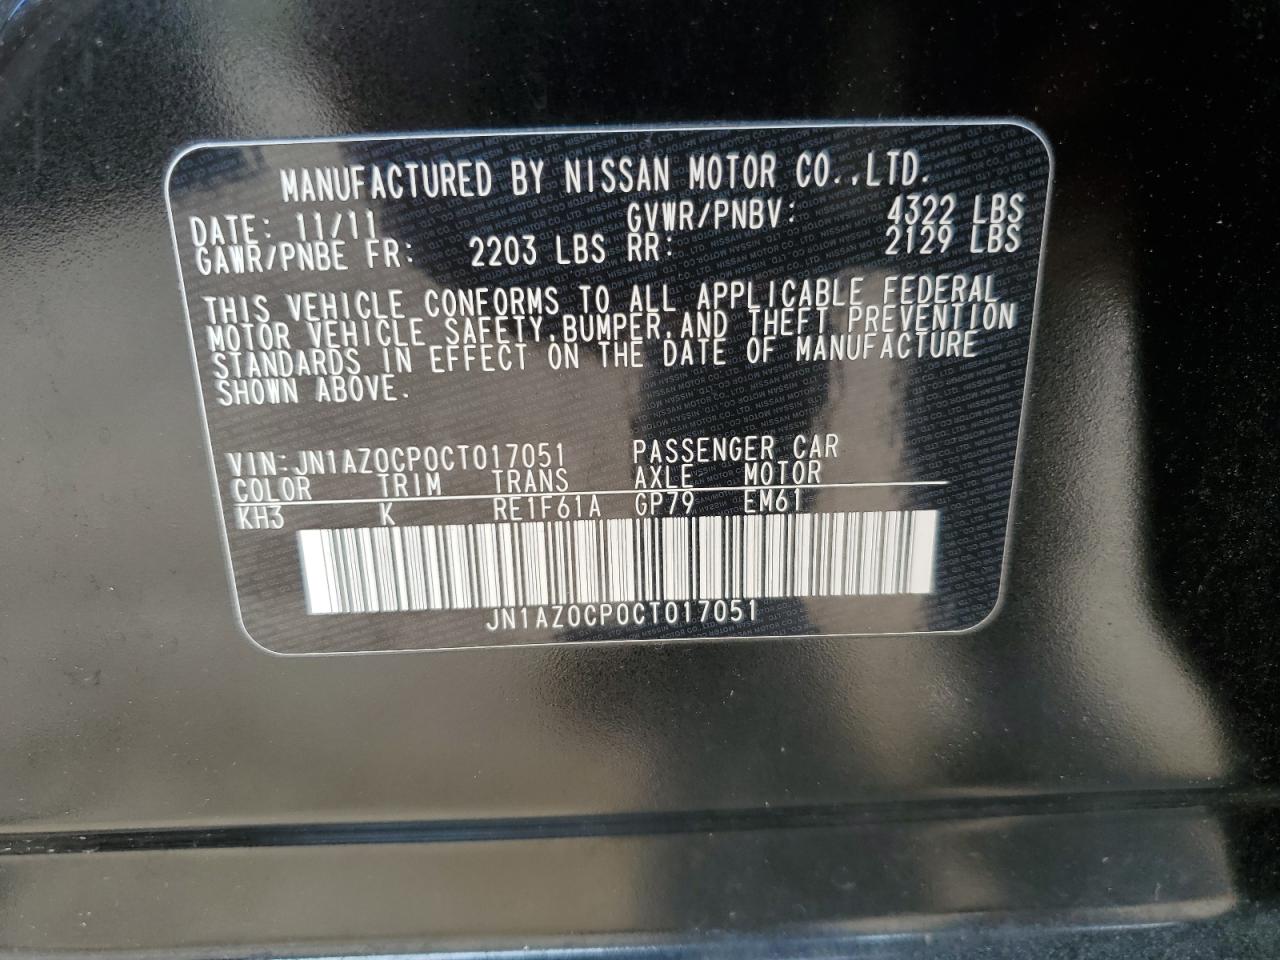 MANUFACTURED BY NISSAN MOTOR CO.,LTD.
DATE: 11/11 GVWR/PNBV: 4322 LBS
GAWR/PNBE FR: 2203 LBS RR: 2129 LBS
THIS VEHICLE CONFORMS TO ALL APPLICABLE FEDERAL
MOTOR VEHICLE SAFETY,BUMPER,AND THEFT PREVENTION
STANDARDS IN EFFECT ON THE DATE OF MANUFACTURE
SHOWN ABOVE.
VIN:JN1AZ0CP0CT017051 PASSENGER CAR
COLOR TRIM TRANS AXLE MOTOR
KH3 K RE1F61A GP79 EM61
JN1AZ0CP0CT017051